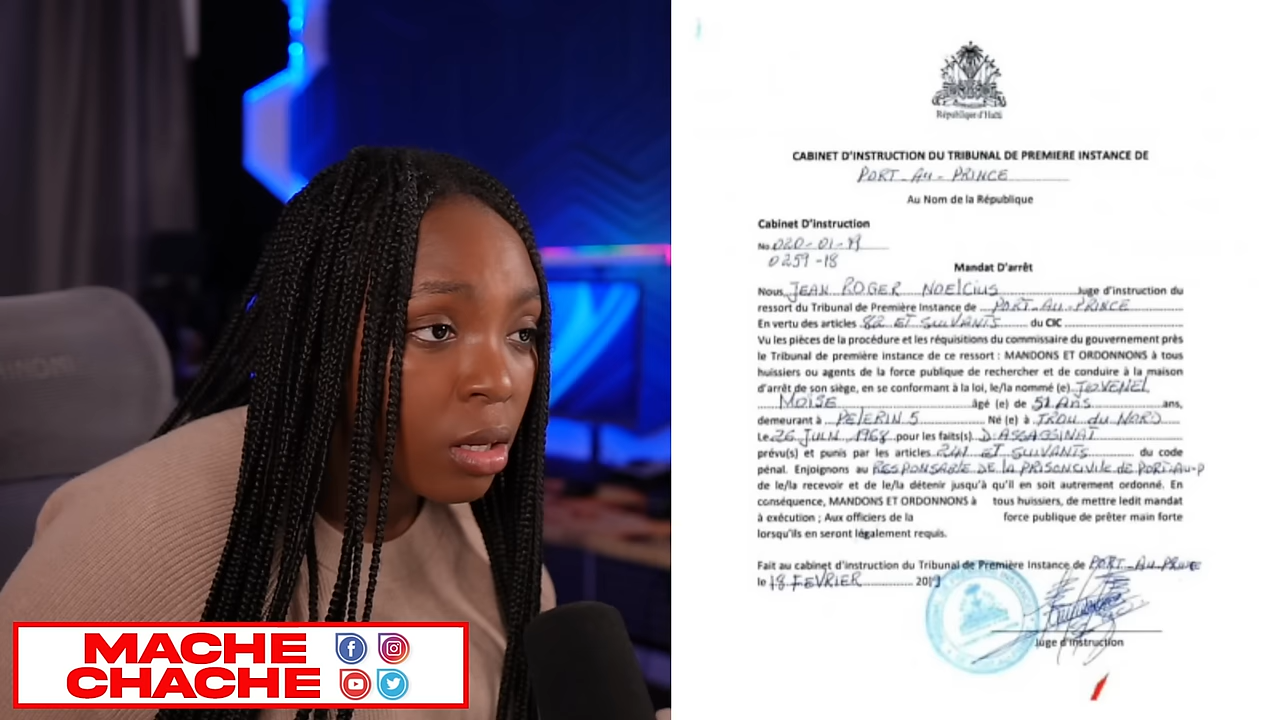 MACHE
CHACHE
République d'Haïti
CABINET D'INSTRUCTION DU TRIBUNAL DE PREMIERE INSTANCE DE
PORT-AU-PRINCE
Au Nom de la République
Cabinet D'instruction
No 020-01-19
0259-18
Mandat D'arrêt
Nous JEAN ROGER NOELCIUS Juge d'instruction du
ressort du Tribunal de Première Instance de PORT-AU-PRINCE
En vertu des articles 82 ET SUIVANTS du CIC
Vu les pièces de la procédure et les réquisitions du commissaire du gouvernement près
le Tribunal de première instance de ce ressort : MANDONS ET ORDONNONS à tous
huissiers ou agents de la force publique de rechercher et de conduire à la maison
d'arrêt de son siège, en se conformant à la loi, le/la nommé (e) JOVENEL
MOISE âgé (e) de 51 ANS ans,
demeurant à PELERIN 5 Né (e) à TROU DU NORD
Le 26 JUIN 1968 pour les faits(s) D'ASSASSINAT
prévu(s) et punis par les articles 241 ET SUIVANTS du code
pénal. Enjoignons au RESPONSABLE DE LA PRISON CIVILE DE PORT-AU-P
de le/la recevoir et de le/la détenir jusqu'à qu'il en soit autrement ordonné. En
conséquence, MANDONS ET ORDONNONS à tous huissiers, de mettre ledit mandat
à exécution ; Aux officiers de la force publique de prêter main forte
lorsqu'ils en seront légalement requis.
Fait au cabinet d'instruction du Tribunal de Première Instance de PORT-AU-PRINCE
le 18 FEVRIER 2019
Juge d'Instruction